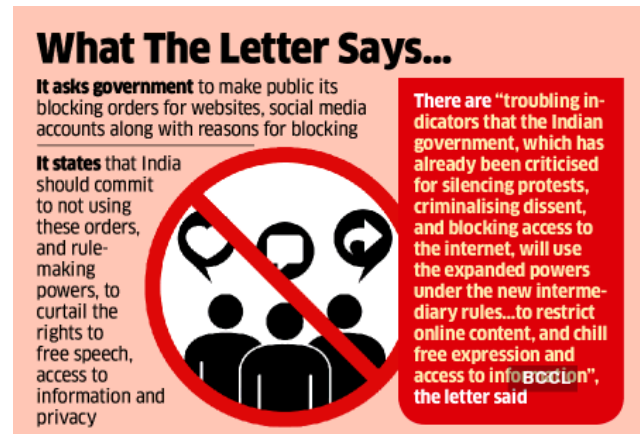 What The Letter Says...
It asks government to make public its
blocking orders for websites, social media
accounts along with reasons for blocking
It states that India
should commit
to not using
these orders,
and rule-
making
powers, to
curtail the
rights to
free speech,
access to
information and
privacy
There are “troubling in-
dicators that the Indian
government, which has
already been criticised
for silencing protests,
criminalising dissent,
and blocking access to
the internet, will use
the expanded powers
under the new interme-
diary rules...to restrict
online content, and chill
free expression and
access to information”,
the letter said
BCCL